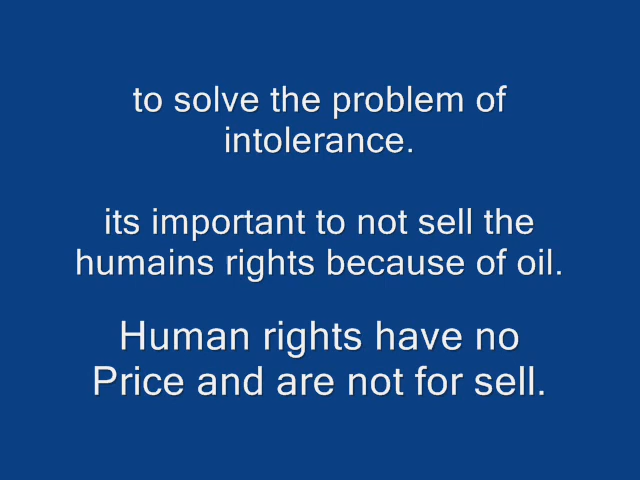 to solve the problem of
intolerance.
its important to not sell the
humains rights because of oil.
Human rights have no
Price and are not for sell.